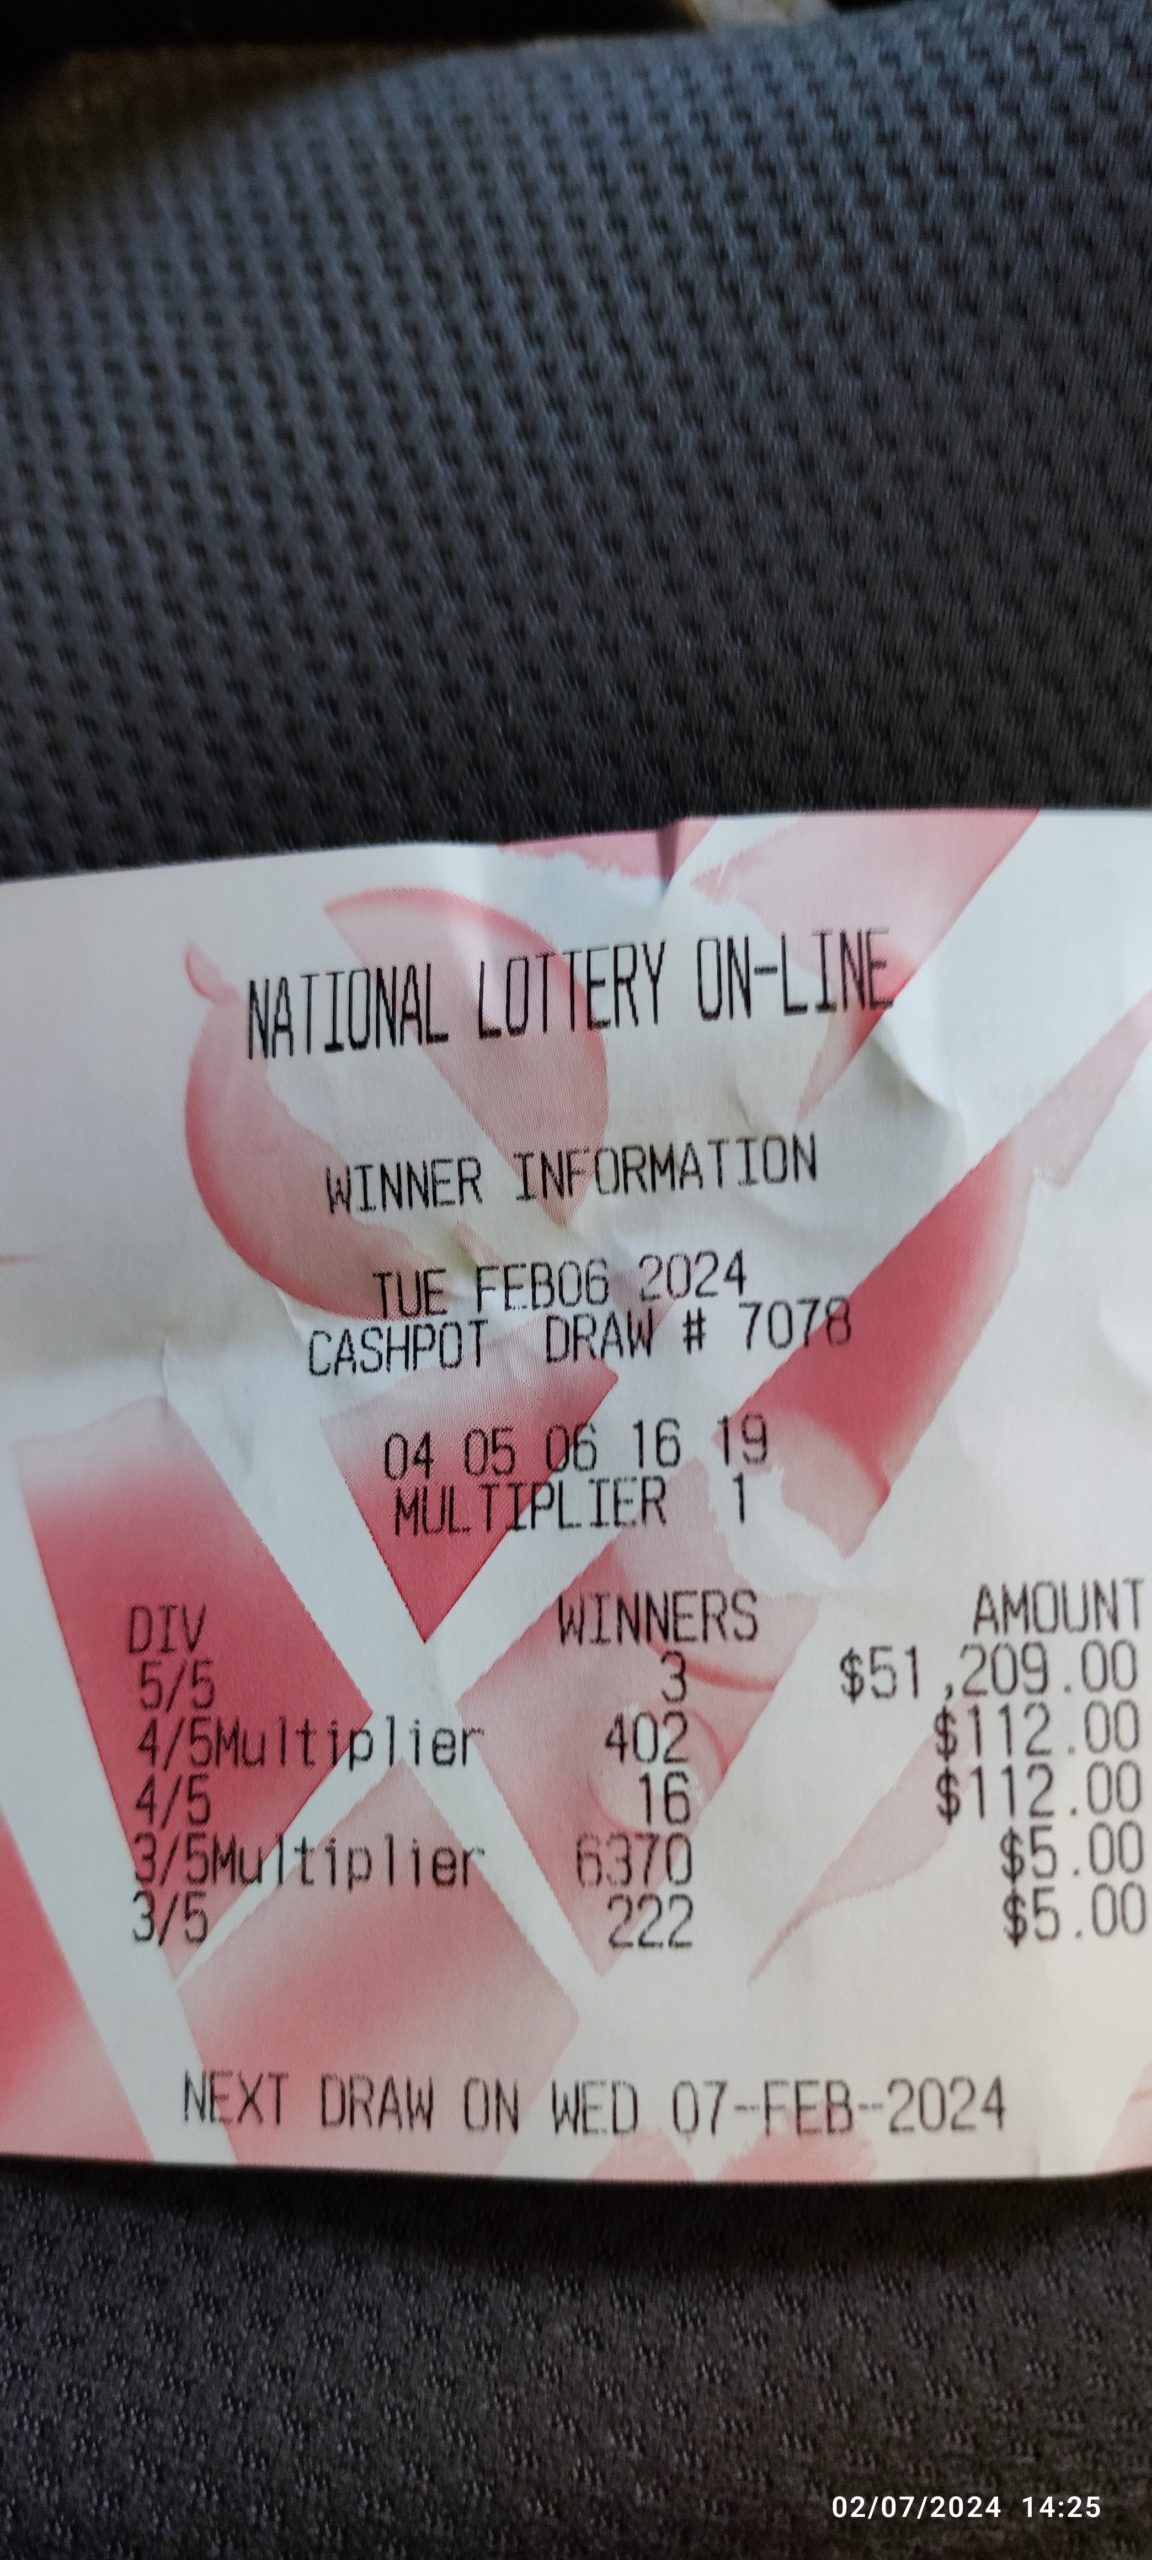 NATIONAL LOTTERY ON-LINE
WINNER INFORMATION
TUE FEB06 2024
CASHPOT DRAW # 7078
04 05 06 16 19
MULTIPLIER 1
DIV WINNERS AMOUNT
5/5 3 $51,209.00
4/5Multiplier 402 $112.00
4/5 16 $112.00
3/5Multiplier 6370 $5.00
3/5 222 $5.00
NEXT DRAW ON WED 07-FEB-2024
02/07/2024 14:25